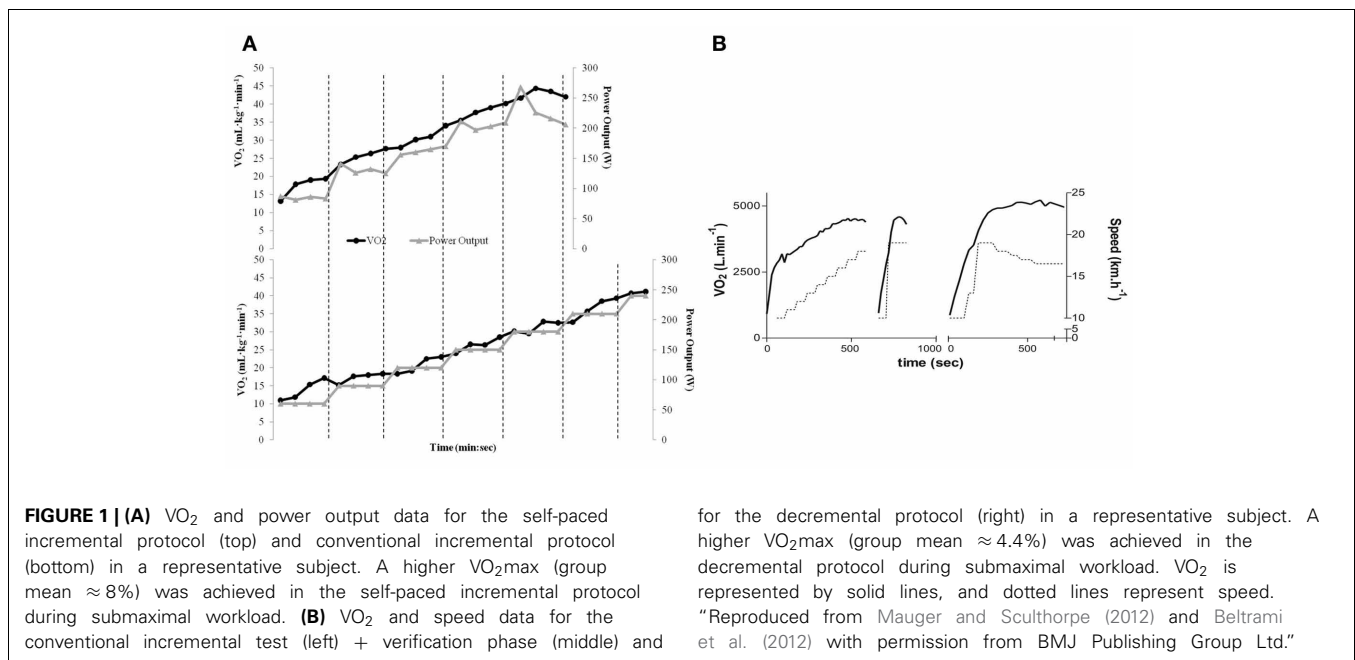 A
B
50
45
40
35
30
25
20
15
10
5
0
VO₂ (mL·kg⁻¹·min⁻¹)
300
250
200
150
100
50
0
Power Output (W)
VO2
Power Output
50
45
40
35
30
25
20
15
10
5
0
VO₂ (mL·kg⁻¹·min⁻¹)
300
250
200
150
100
50
0
Power Output (W)
Time (min:sec)
5000
2500
0
VO₂ (L.min⁻¹)
0
500
1000
0
500
time (sec)
25
20
15
10
5
0
Speed (km.h⁻¹)
FIGURE 1 | (A) VO₂ and power output data for the self-paced
incremental protocol (top) and conventional incremental protocol
(bottom) in a representative subject. A higher VO₂max (group
mean ≈ 8%) was achieved in the self-paced incremental protocol
during submaximal workload. (B) VO₂ and speed data for the
conventional incremental test (left) + verification phase (middle) and
for the decremental protocol (right) in a representative subject. A
higher VO₂max (group mean ≈ 4.4%) was achieved in the
decremental protocol during submaximal workload. VO₂ is
represented by solid lines, and dotted lines represent speed.
"Reproduced from Mauger and Sculthorpe (2012) and Beltrami
et al. (2012) with permission from BMJ Publishing Group Ltd."